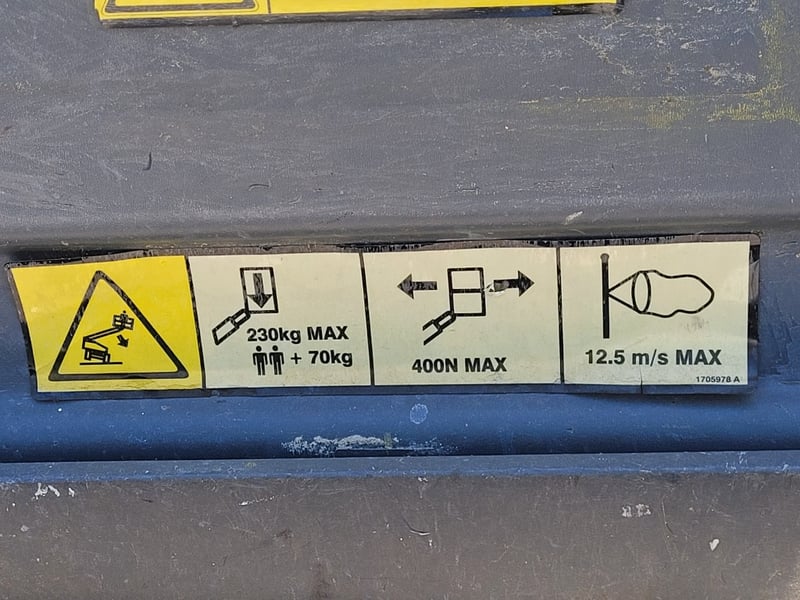 230kg MAX
+ 70kg
400N MAX
12.5 m/s MAX
1705978 A